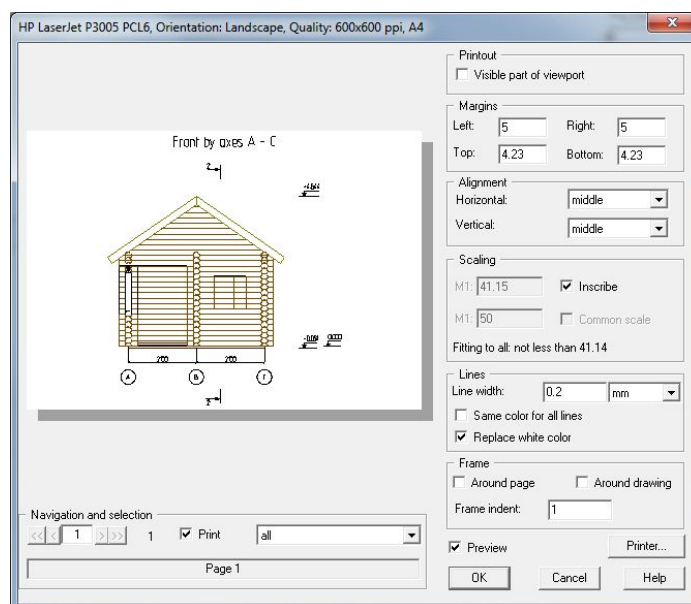 HP LaserJet P3005 PCL6, Orientation: Landscape, Quality: 600x600 ppi, A4
Front by axes A - C
2
200
200
A
B
Printout
Visible part of viewport
Margins
Left: 5 Right: 5
Top: 4.23 Bottom: 4.23
Alignment
Horizontal: middle
Vertical: middle
Scaling
M1: 41.15 Inscribe
M1: 50 Common scale
Fitting to all: not less than 41.14
Lines
Line width: 0.2 mm
Same color for all lines
Replace white color
Frame
Around page Around drawing
Frame indent: 1
Navigation and selection
<< < 1 > >> 1 Print all
Page 1
Preview Printer...
OK Cancel Help